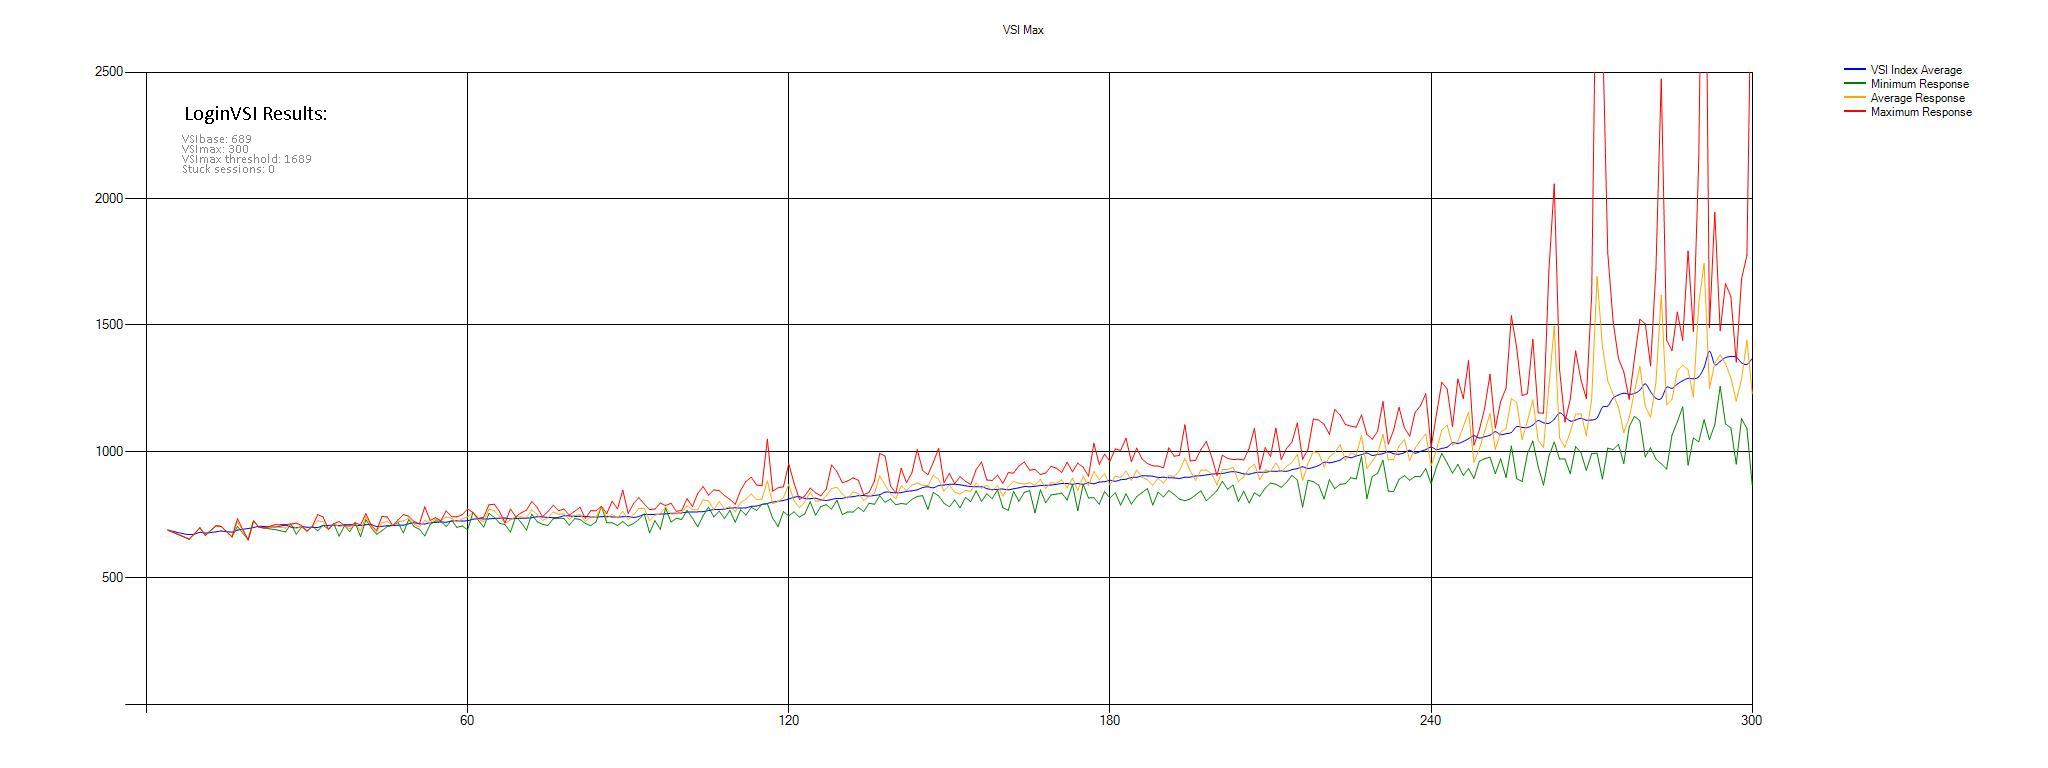 VSI Max
2500
2000
1500
1000
500
60
120
180
240
300
LoginVSI Results:
VSIbase: 689
VSImax: 300
VSImax threshold: 1689
Stuck sessions: 0
VSI Index Average
Minimum Response
Average Response
Maximum Response